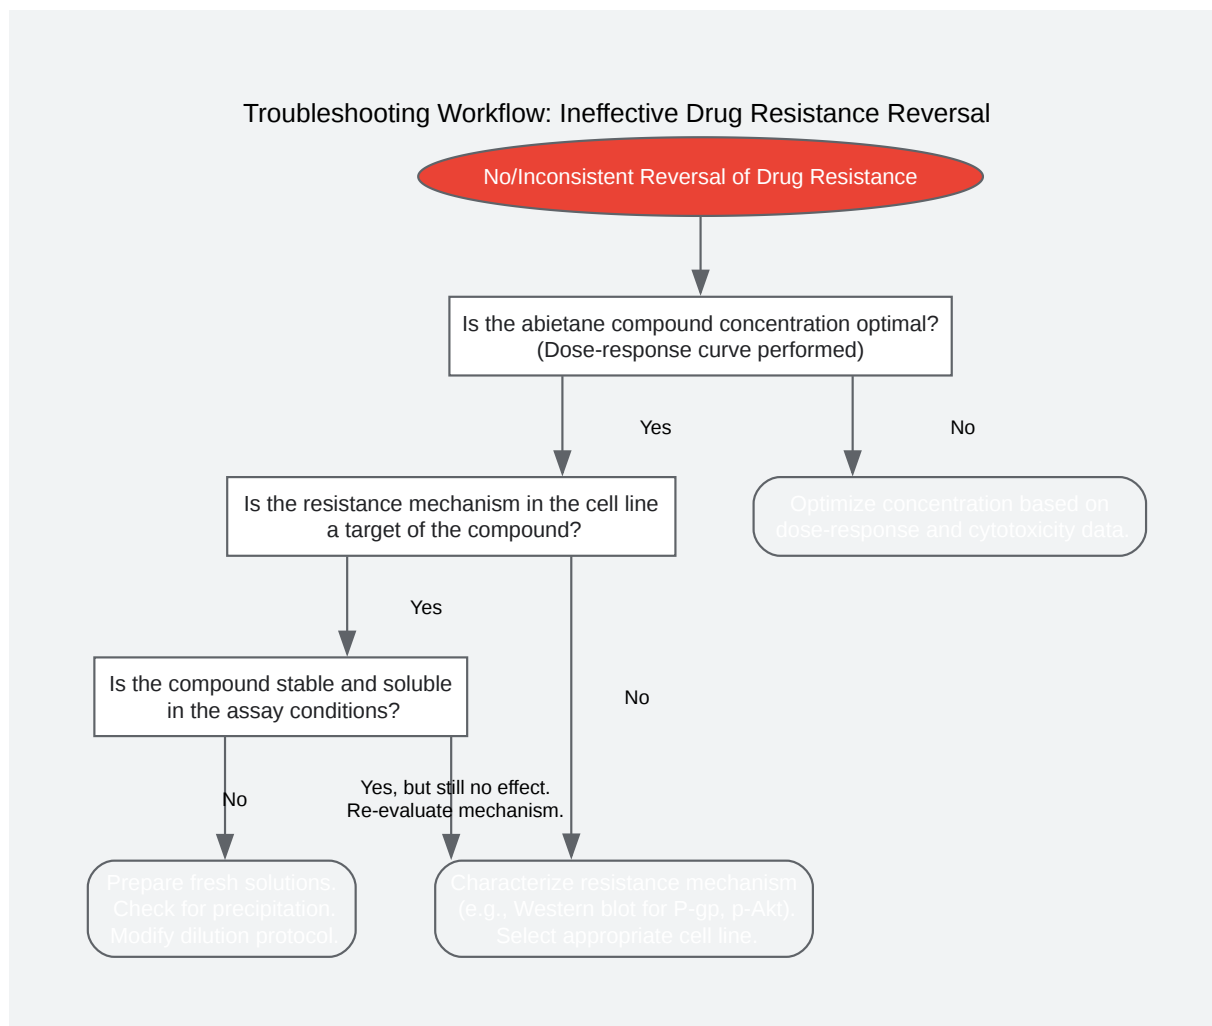 Troubleshooting Workflow: Ineffective Drug Resistance Reversal
No/Inconsistent Reversal of Drug Resistance
Is the abietane compound concentration optimal?
(Dose-response curve performed)
Yes
No
Is the resistance mechanism in the cell line
a target of the compound?
Optimize concentration based on
dose-response and cytotoxicity data.
Yes
No
Is the compound stable and soluble
in the assay conditions?
No
Yes, but still no effect.
Re-evaluate mechanism.
Prepare fresh solutions.
Check for precipitation.
Modify dilution protocol.
Characterize resistance mechanism
(e.g., Western blot for P-gp, p-Akt).
Select appropriate cell line.